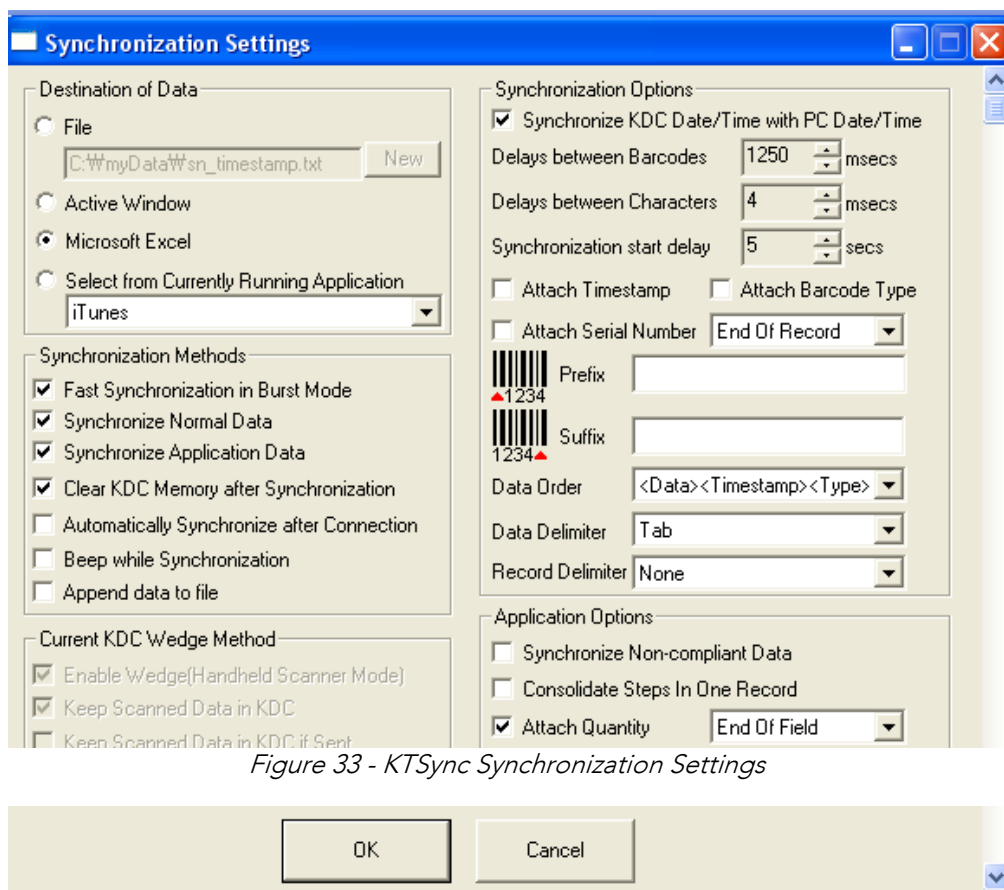 Synchronization Settings
Destination of Data
File
C:₩myData₩sn_timestamp.txt
New
Active Window
Microsoft Excel
Select from Currently Running Application
iTunes
Synchronization Methods
Fast Synchronization in Burst Mode
Synchronize Normal Data
Synchronize Application Data
Clear KDC Memory after Synchronization
Automatically Synchronize after Connection
Beep while Synchronization
Append data to file
Current KDC Wedge Method
Enable Wedge(Handheld Scanner Mode)
Keep Scanned Data in KDC
Keep Scanned Data in KDC if Sent
Synchronization Options
Synchronize KDC Date/Time with PC Date/Time
Delays between Barcodes 1250 msecs
Delays between Characters 4 msecs
Synchronization start delay 5 secs
Attach Timestamp Attach Barcode Type
Attach Serial Number End Of Record
1234 Prefix
1234 Suffix
Data Order <Data><Timestamp><Type>
Data Delimiter Tab
Record Delimiter None
Application Options
Synchronize Non-compliant Data
Consolidate Steps In One Record
Attach Quantity End Of Field
Figure 33 - KTSync Synchronization Settings
OK Cancel